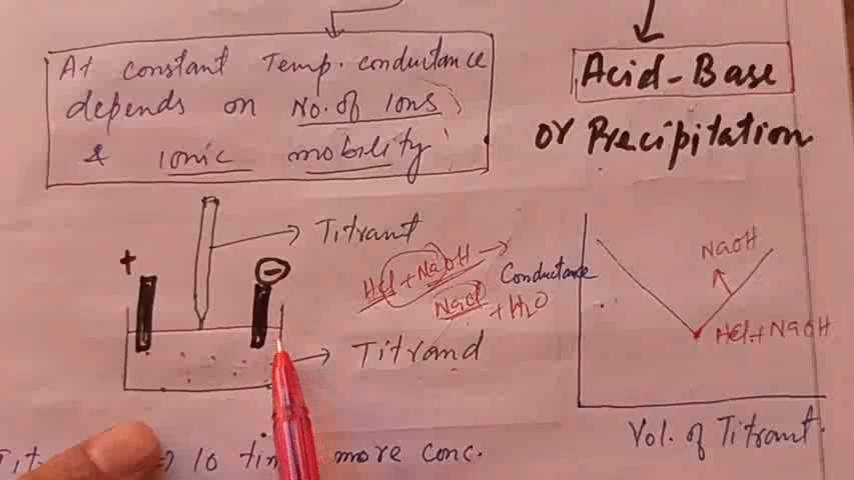 At constant Temp. conductance
depends on No. of Ions
& ionic mobility
Acid-Base
or Precipitation
Titrant
+
−
HCl + NaOH →
NaCl + H2O
Titrand
Conductance
NaOH
HCl + NaOH
Vol. of Titrant
10 more conc.